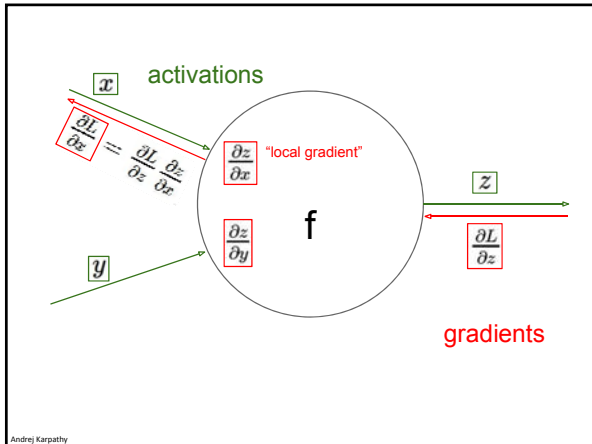 activations
x
∂L/∂x = ∂L/∂z ∂z/∂x
∂z/∂x "local gradient"
z
∂z/∂y
f
∂L/∂z
y
gradients
Andrej Karpathy